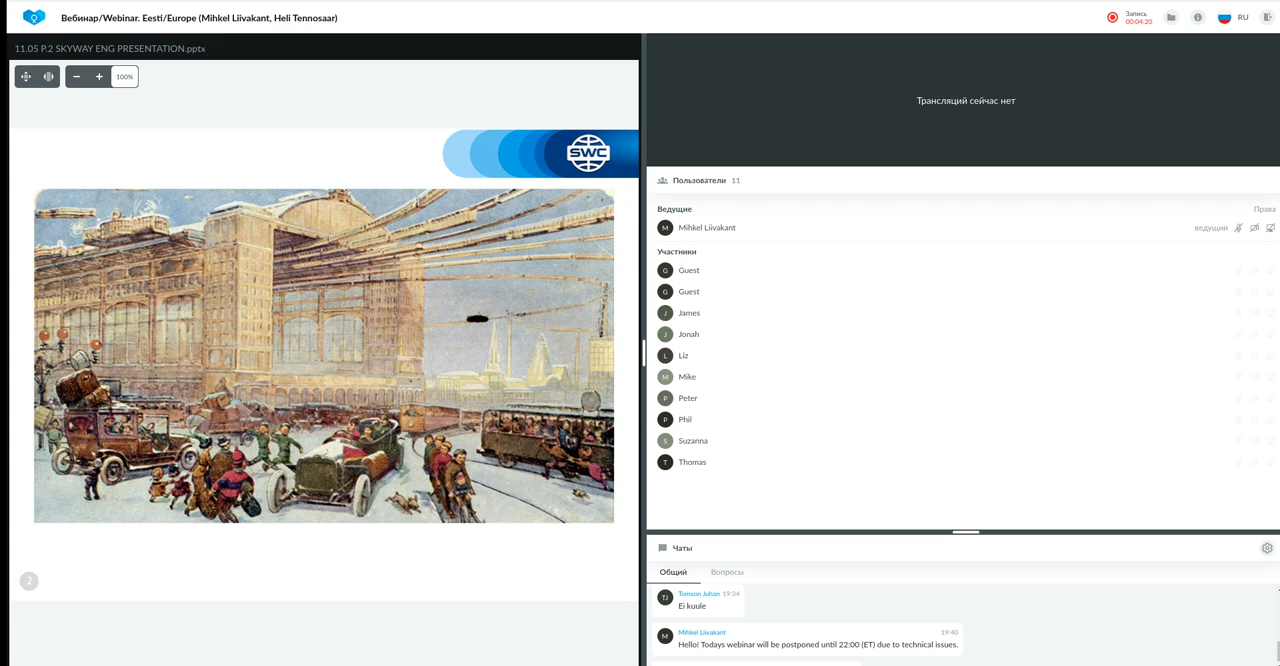 Вебинар/Webinar. Eesti/Europe (Mihkel Liivakant, Heli Tennosaar)
Запись
00:04:20
RU
11.05 P.2 SKYWAY ENG PRESENTATION.pptx
100%
SWC
2
Трансляций сейчас нет
Пользователи 11
Ведущие Права
M Mihkel Liivakant ведущий
Участники
G Guest
G Guest
J James
J Jonah
L Liz
M Mike
P Peter
P Phil
S Suzanna
T Thomas
Чаты
Общий Вопросы
TJ Tomson Juhan 19:34
Ei kuule
M Mihkel Liivakant 19:40
Hello! Todays webinar will be postponed until 22:00 (ET) due to technical issues.